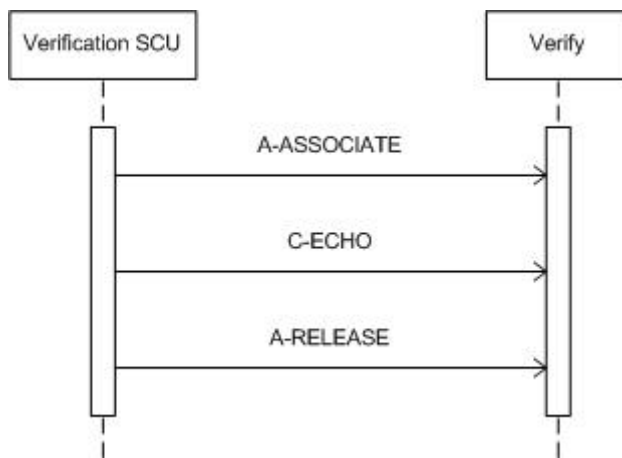 Verification SCU
Verify
A-ASSOCIATE
C-ECHO
A-RELEASE